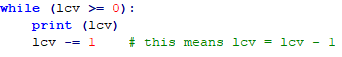 while (lcv >= 0):
    print (lcv)
    lcv -= 1    # this means lcv = lcv - 1